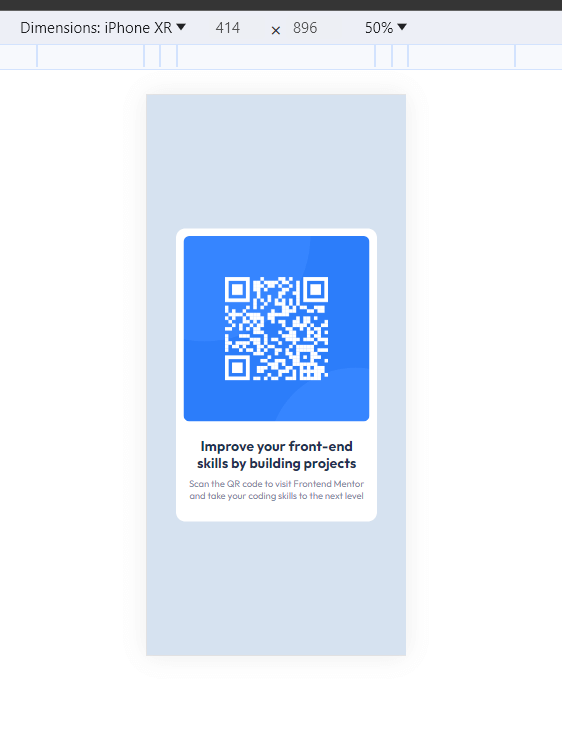 Dimensions: iPhone XR 414 × 896 50%
Improve your front-end
skills by building projects
Scan the QR code to visit Frontend Mentor
and take your coding skills to the next level